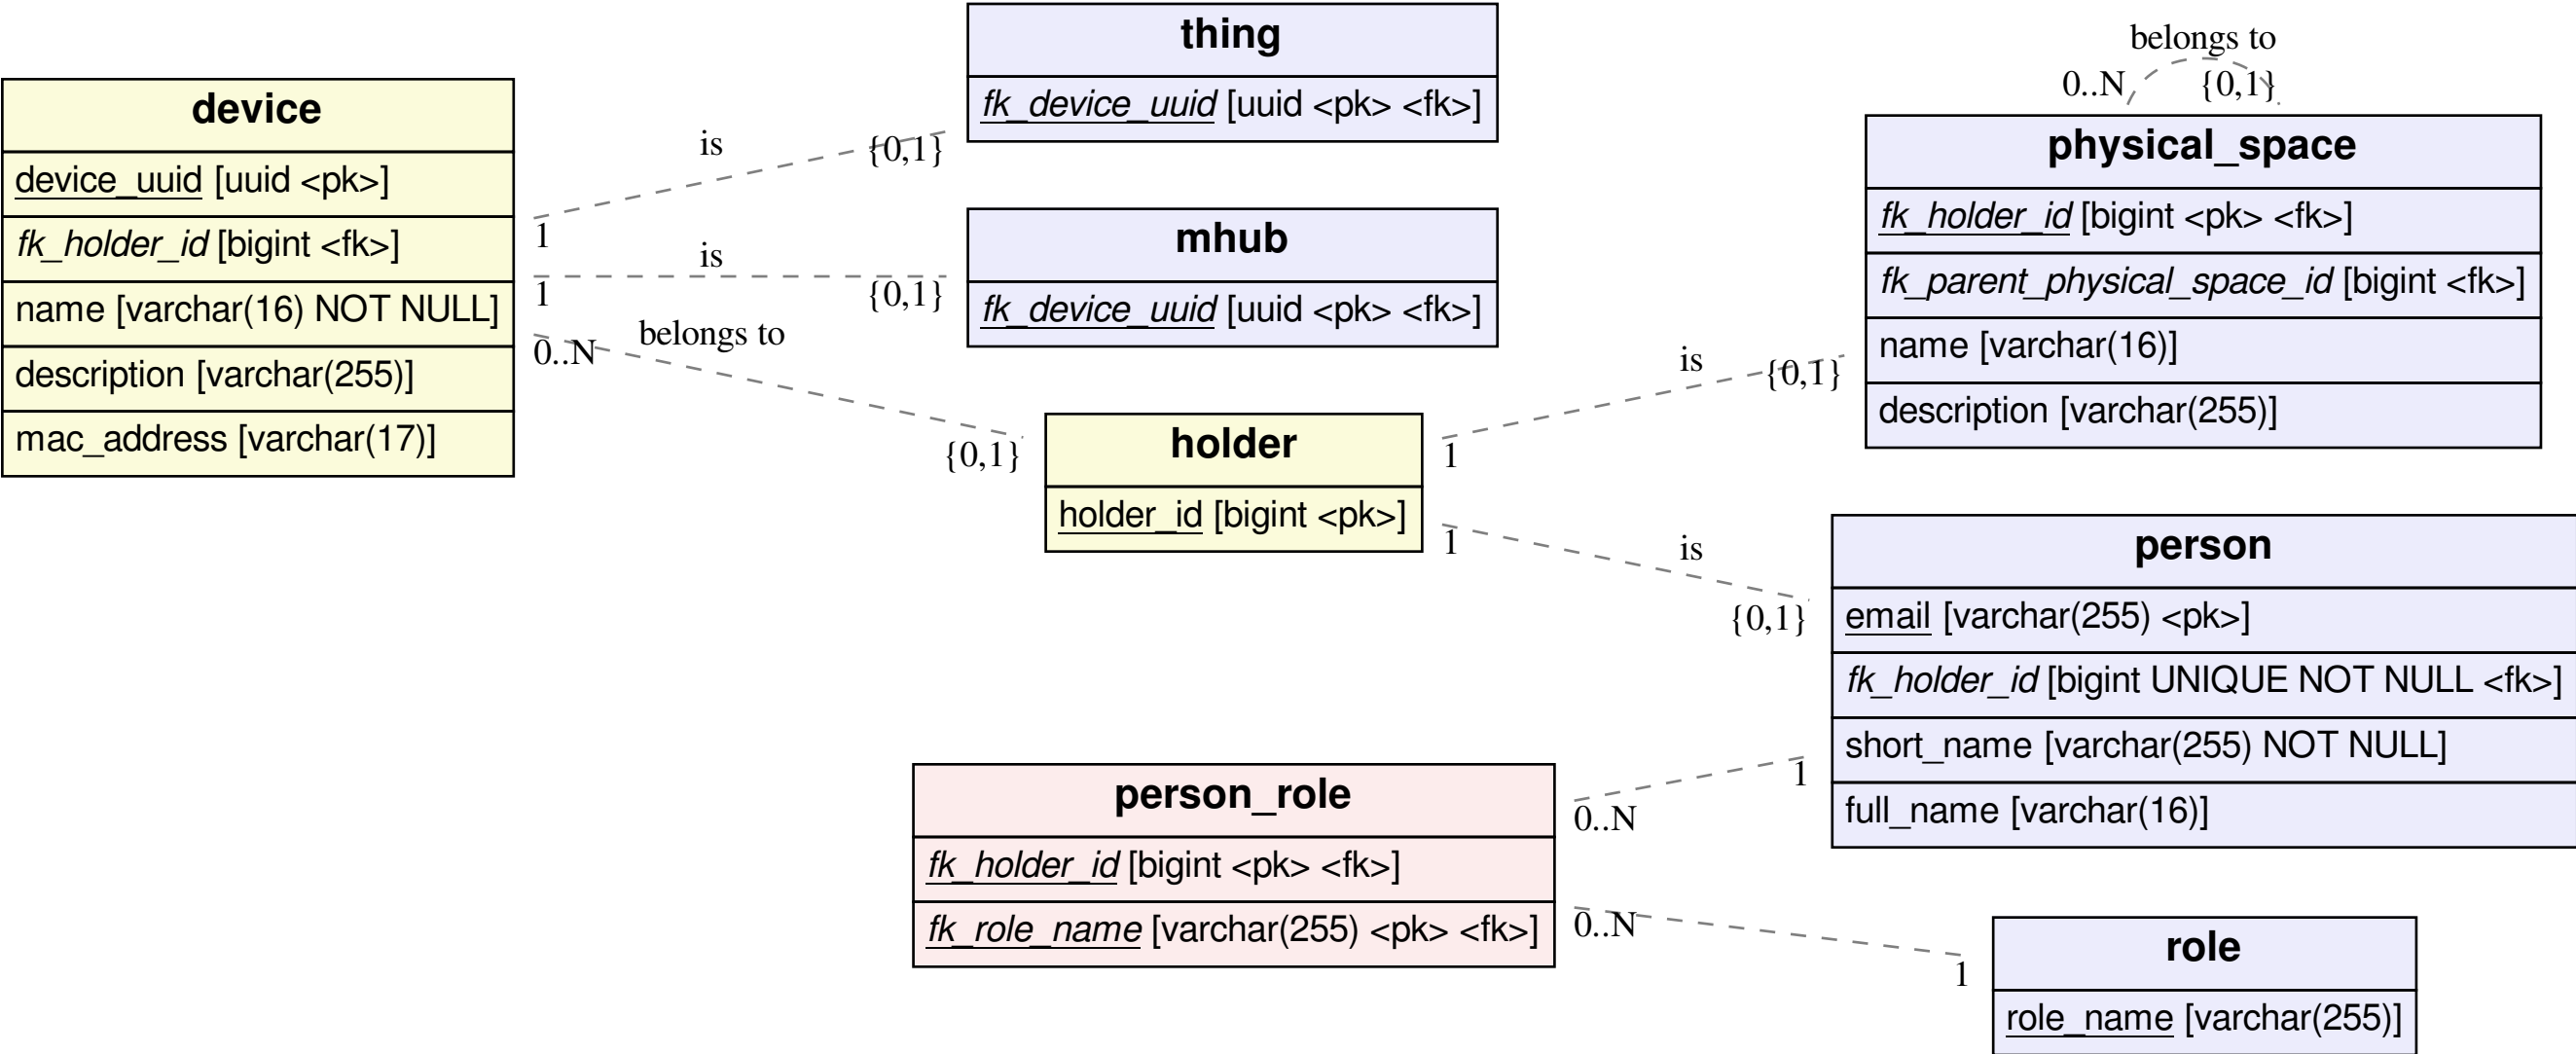 device
device_uuid [uuid <pk>]
fk_holder_id [bigint <fk>]
name [varchar(16) NOT NULL]
description [varchar(255)]
mac_address [varchar(17)]
is
1
{0,1}
is
1
{0,1}
belongs to
0..N
{0,1}
thing
fk_device_uuid [uuid <pk> <fk>]
mhub
fk_device_uuid [uuid <pk> <fk>]
holder
holder_id [bigint <pk>]
is
1
{0,1}
is
1
{0,1}
belongs to
0..N
{0,1}
physical_space
fk_holder_id [bigint <pk> <fk>]
fk_parent_physical_space_id [bigint <fk>]
name [varchar(16)]
description [varchar(255)]
person
email [varchar(255) <pk>]
fk_holder_id [bigint UNIQUE NOT NULL <fk>]
short_name [varchar(255) NOT NULL]
full_name [varchar(16)]
person_role
fk_holder_id [bigint <pk> <fk>]
fk_role_name [varchar(255) <pk> <fk>]
0..N
1
0..N
1
role
role_name [varchar(255)]